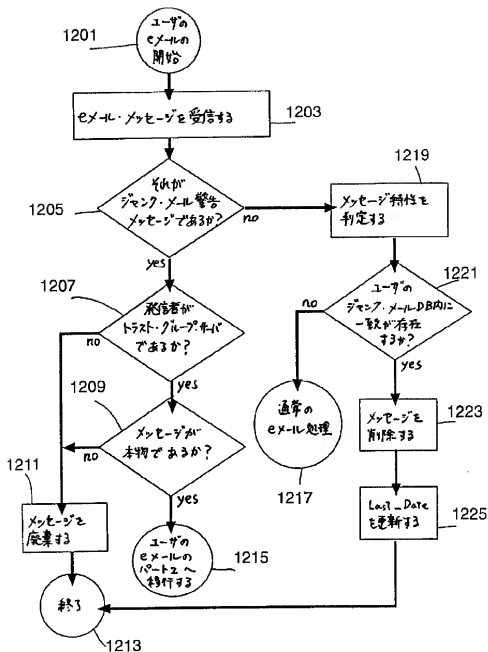 1201
ユーザの
eメールの
開始
eメール・メッセージを受信する
1203
それが
ジャンク・メール警告
メッセージであるか?
1205
no
yes
1219
メッセージ特性を
判定する
1207
発信者が
トラスト・グループサーバ
であるか?
no
yes
1221
ユーザの
ジャンク・メールDB内に
一致が存在
するか?
no
yes
1209
メッセージが
本物であるか?
no
yes
通常の
eメール処理
1217
メッセージを
削除する
1223
1211
メッセージを
廃棄する
ユーザの
eメールの
パート2へ
移行する
1215
Last_Date
を更新する
1225
終了
1213